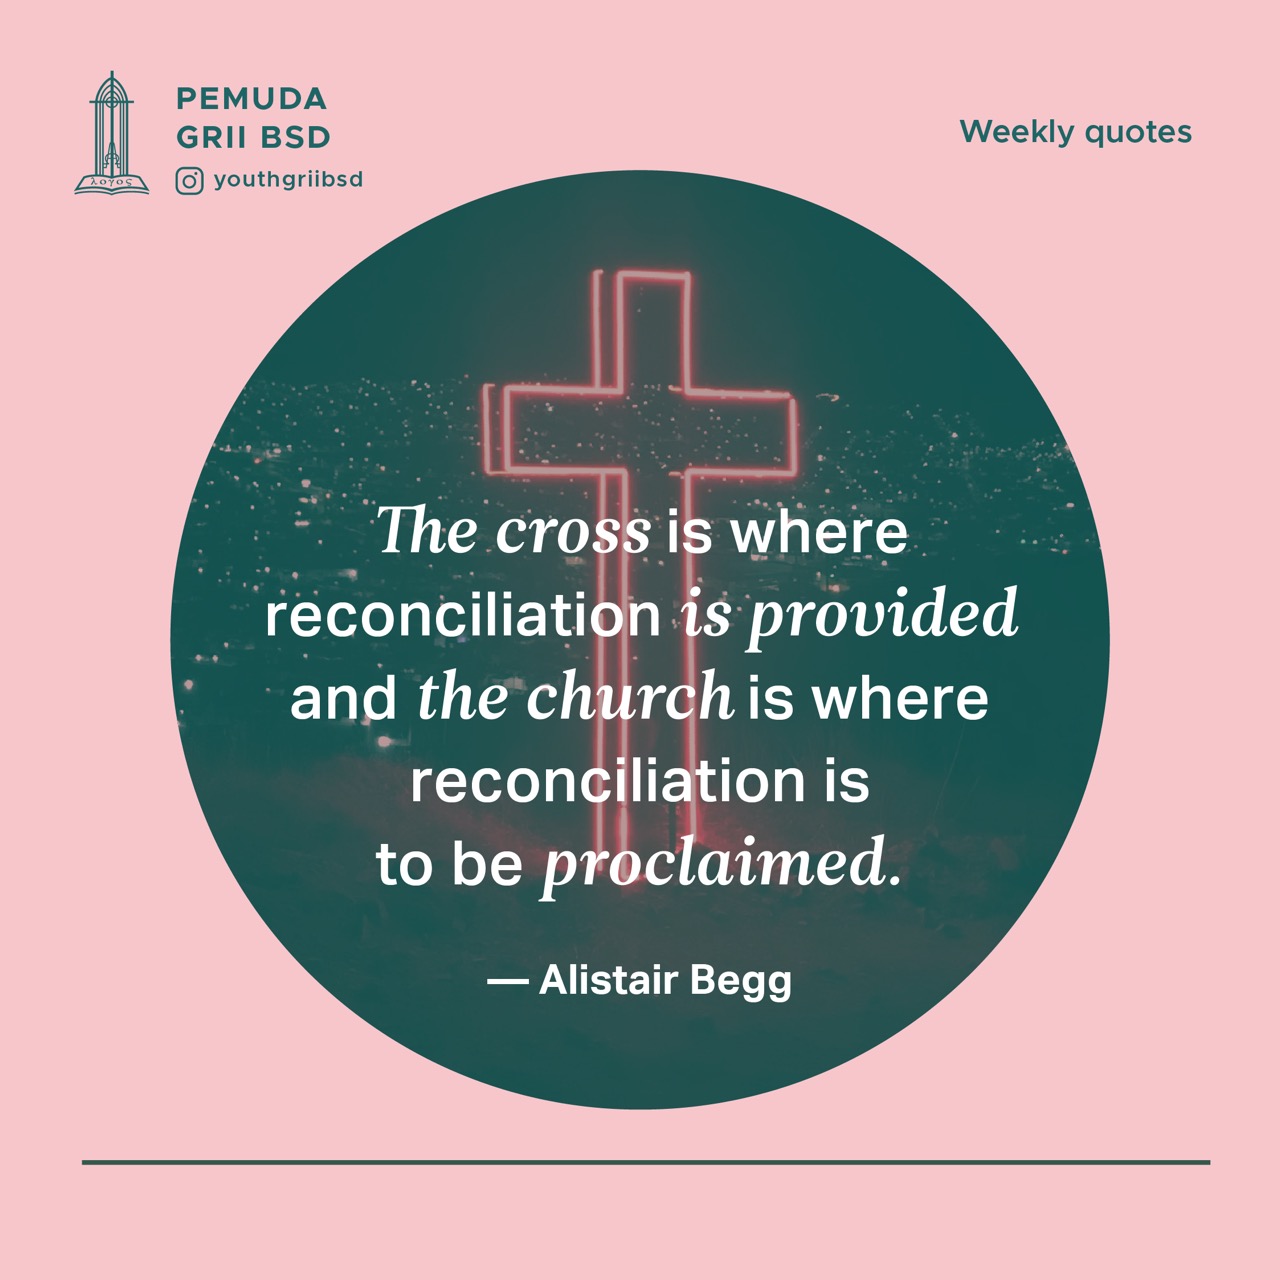 PEMUDA
GRII BSD
youthgriibsd
λογος
Weekly quotes
The cross is where
reconciliation is provided
and the church is where
reconciliation is
to be proclaimed.
— Alistair Begg